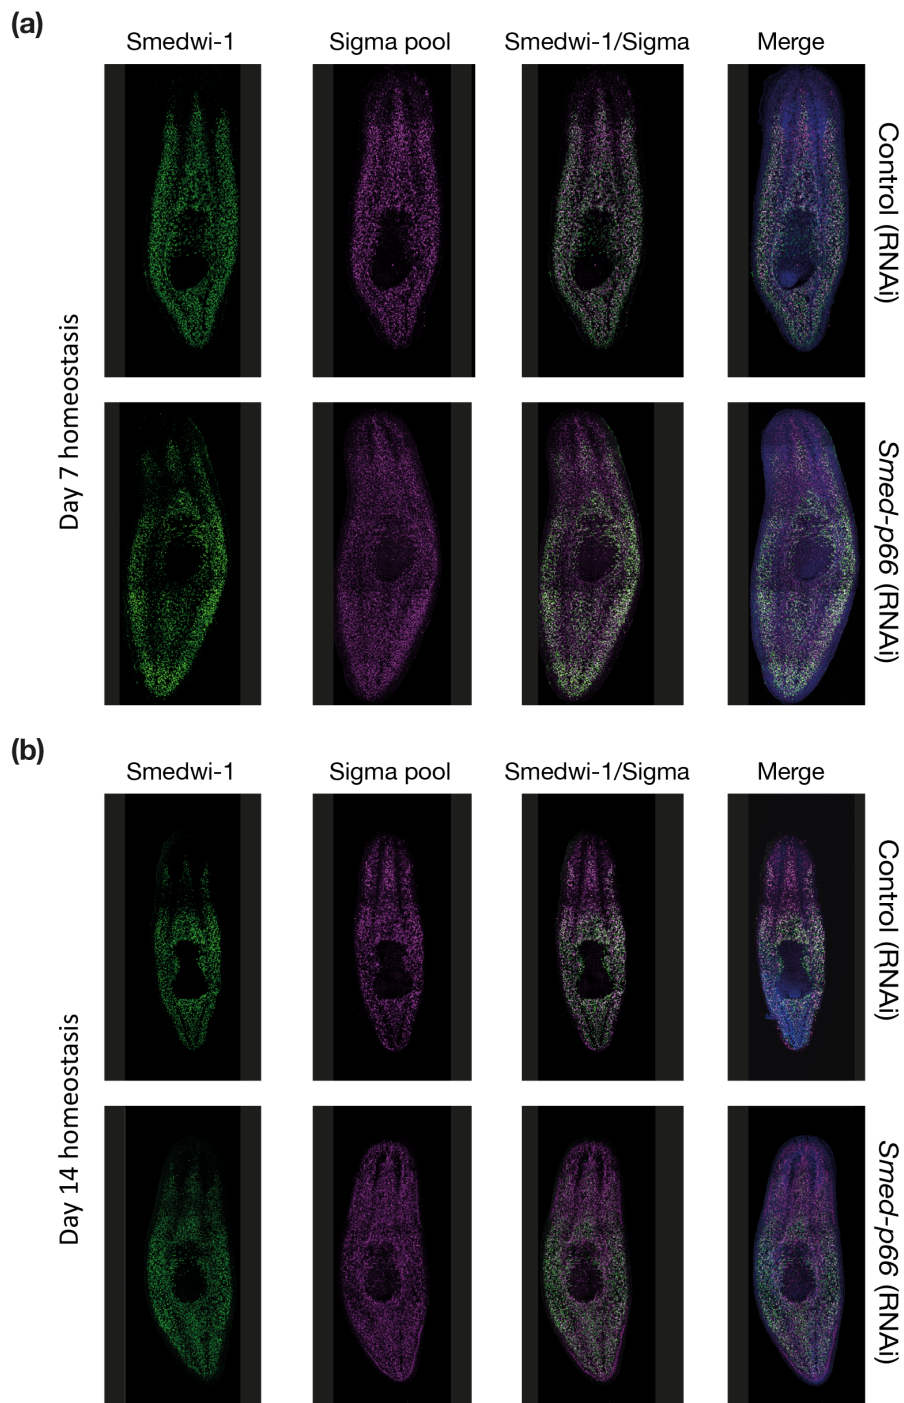 (a)
Smedwi-1 Sigma pool Smedwi-1/Sigma Merge
Day 7 homeostasis
Control (RNAi)
Smed-p66 (RNAi)
(b)
Smedwi-1 Sigma pool Smedwi-1/Sigma Merge
Day 14 homeostasis
Control (RNAi)
Smed-p66 (RNAi)